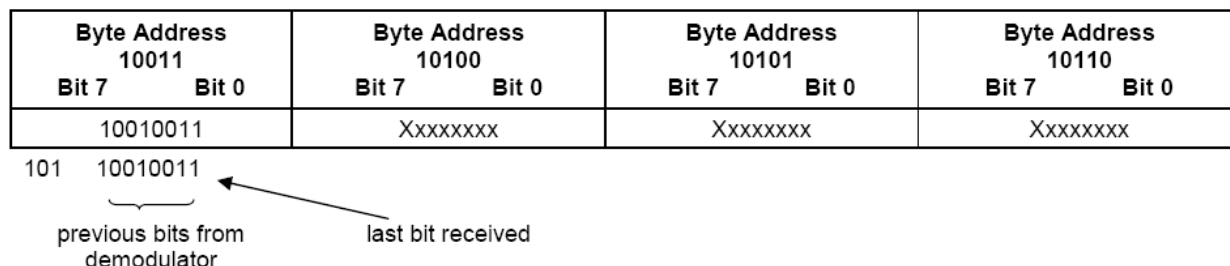 Byte Address Byte Address Byte Address Byte Address
10011 10100 10101 10110
Bit 7 Bit 0 Bit 7 Bit 0 Bit 7 Bit 0 Bit 7 Bit 0
10010011 Xxxxxxxx Xxxxxxxx Xxxxxxxx
101 10010011
previous bits from last bit received
demodulator